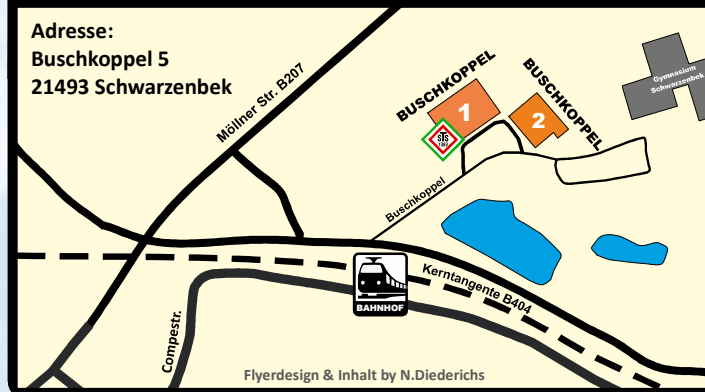 Adresse:
Buschkoppel 5
21493 Schwarzenbek
Möllner Str. B207
BUSCHKOPPEL
1
BUSCHKOPPEL
2
Gymnasium
Schwarzenbek
STS
Buschkoppel
Kerntangente B404
BAHNHOF
Compestr.
Flyerdesign & Inhalt by N.Diederichs